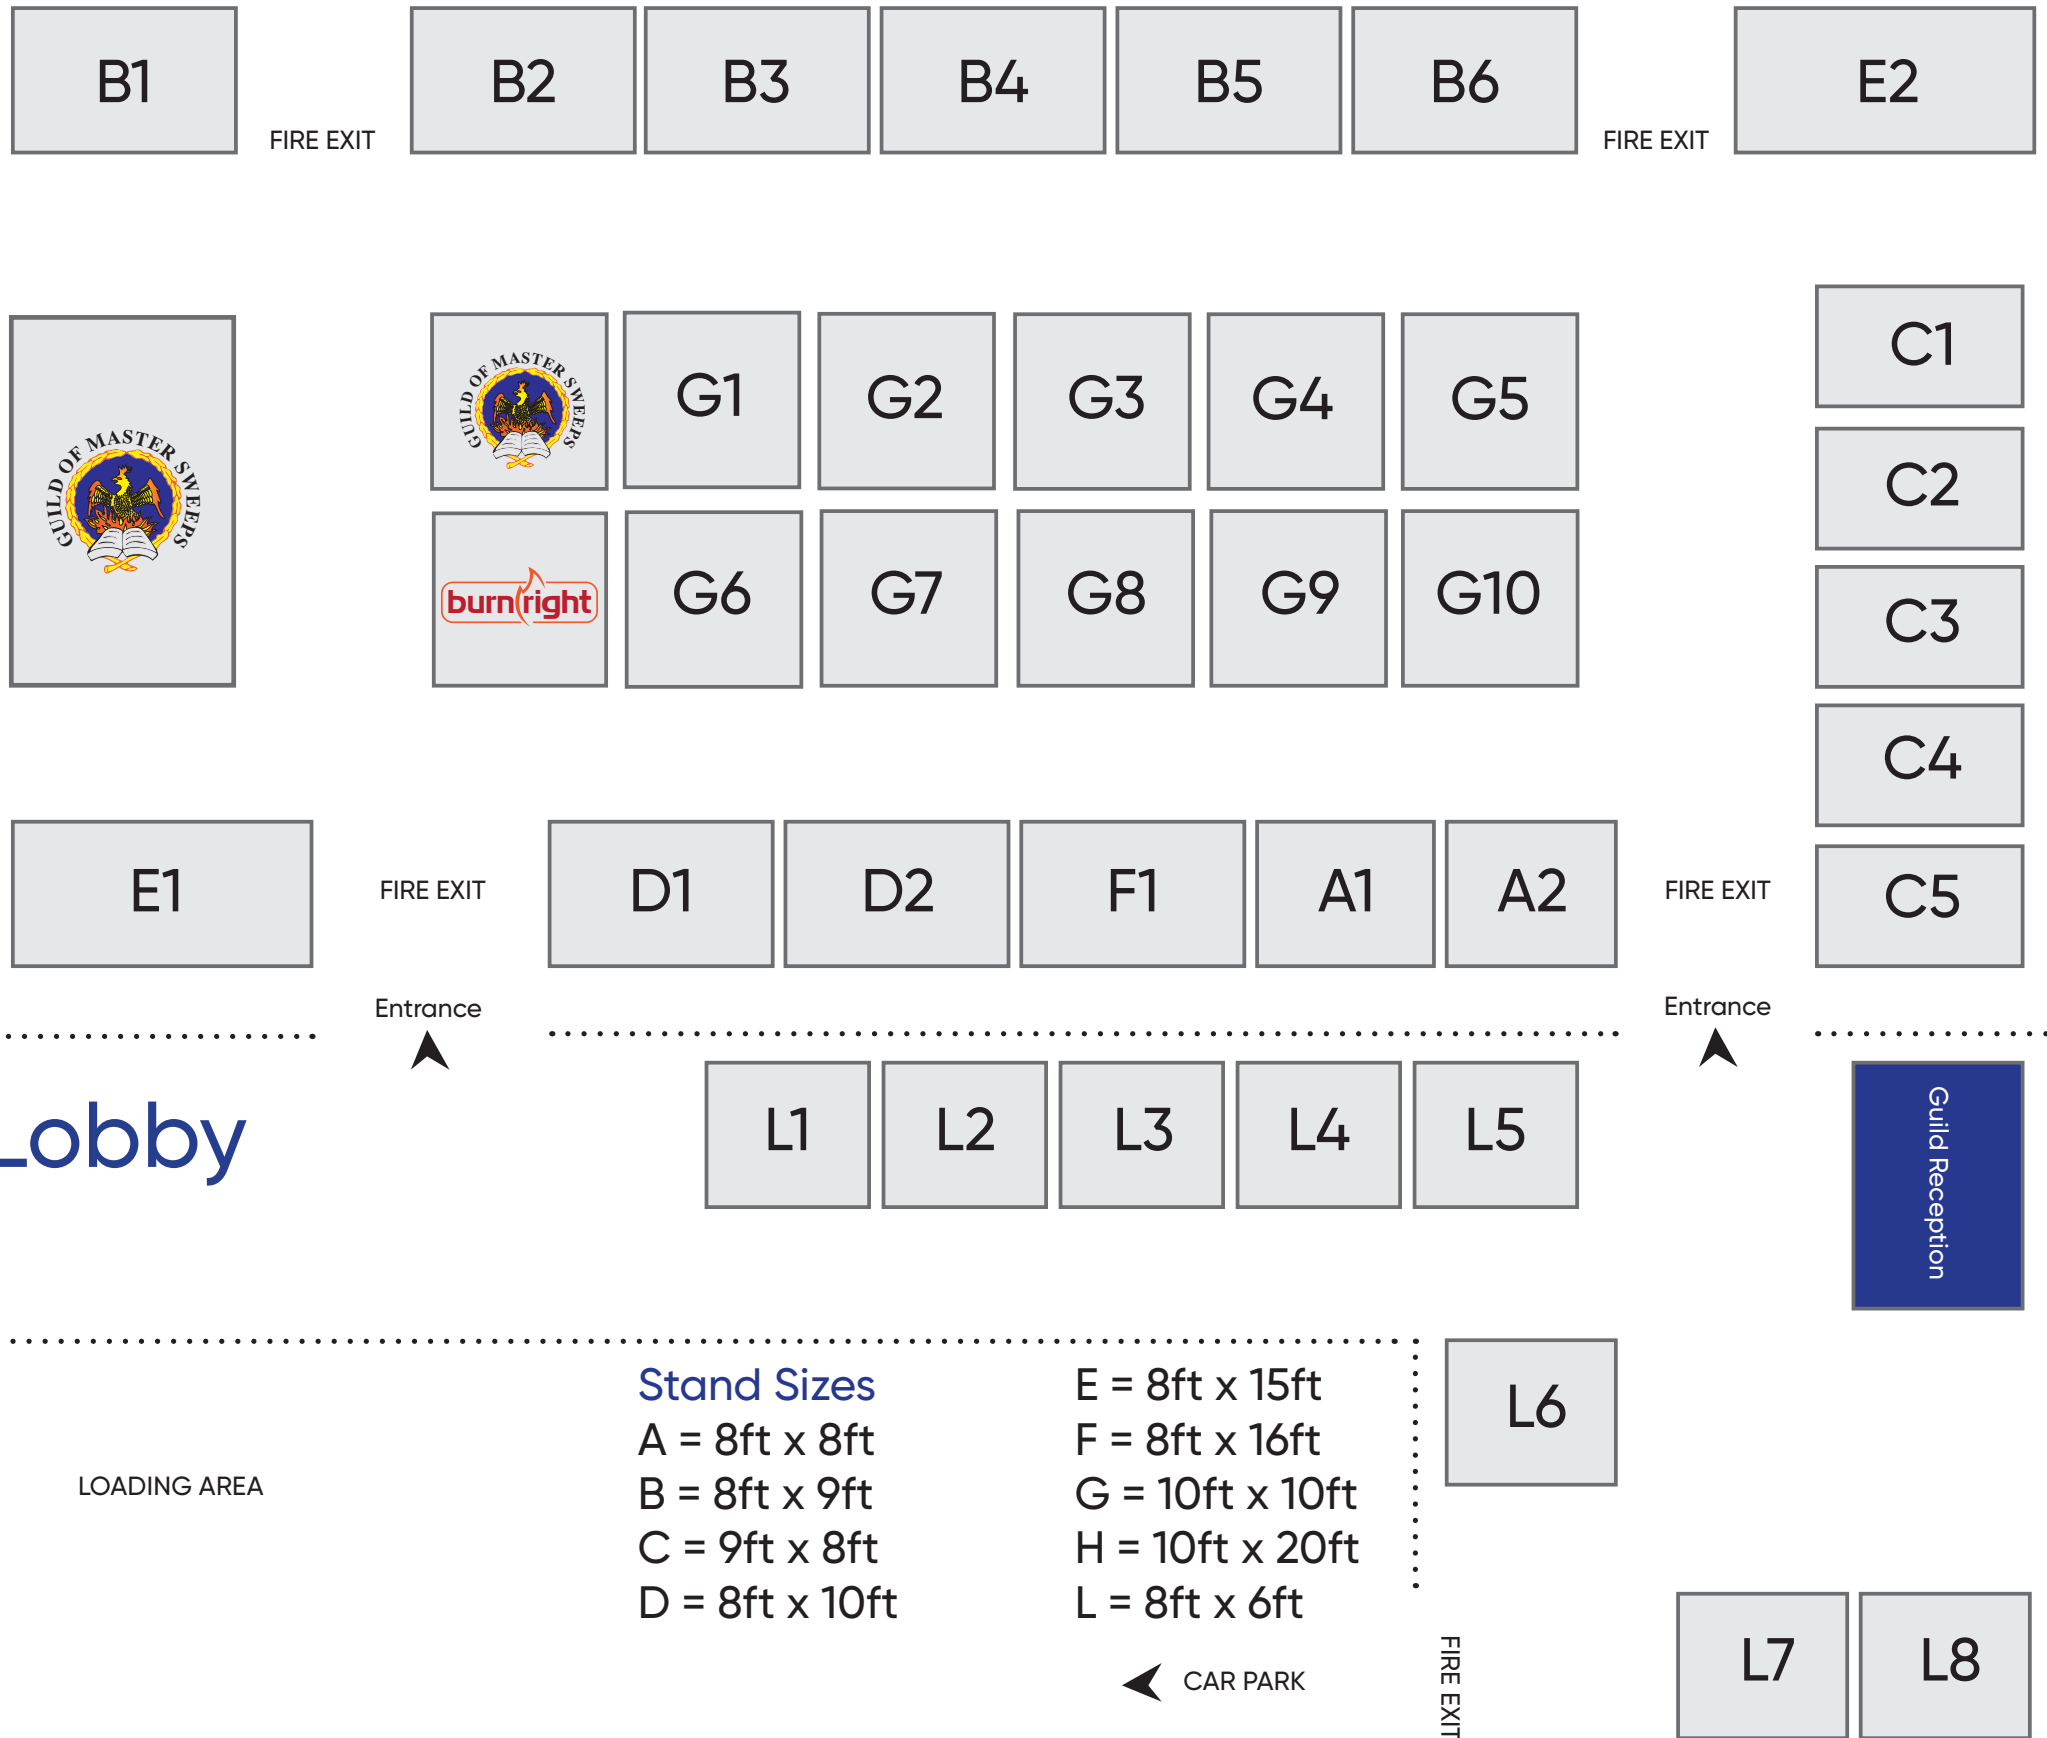 B1
B2
B3
B4
B5
B6
E2
FIRE EXIT
FIRE EXIT
GUILD OF MASTER SWEEPS
GUILD OF MASTER SWEEPS
G1
G2
G3
G4
G5
C1
C2
burnright
G6
G7
G8
G9
G10
C3
C4
E1
FIRE EXIT
D1
D2
F1
A1
A2
FIRE EXIT
C5
Entrance
Entrance
Lobby
L1
L2
L3
L4
L5
Guild Reception
LOADING AREA
Stand Sizes
A = 8ft x 8ft
B = 8ft x 9ft
C = 9ft x 8ft
D = 8ft x 10ft
E = 8ft x 15ft
F = 8ft x 16ft
G = 10ft x 10ft
H = 10ft x 20ft
L = 8ft x 6ft
L6
CAR PARK
FIRE EXIT
L7
L8